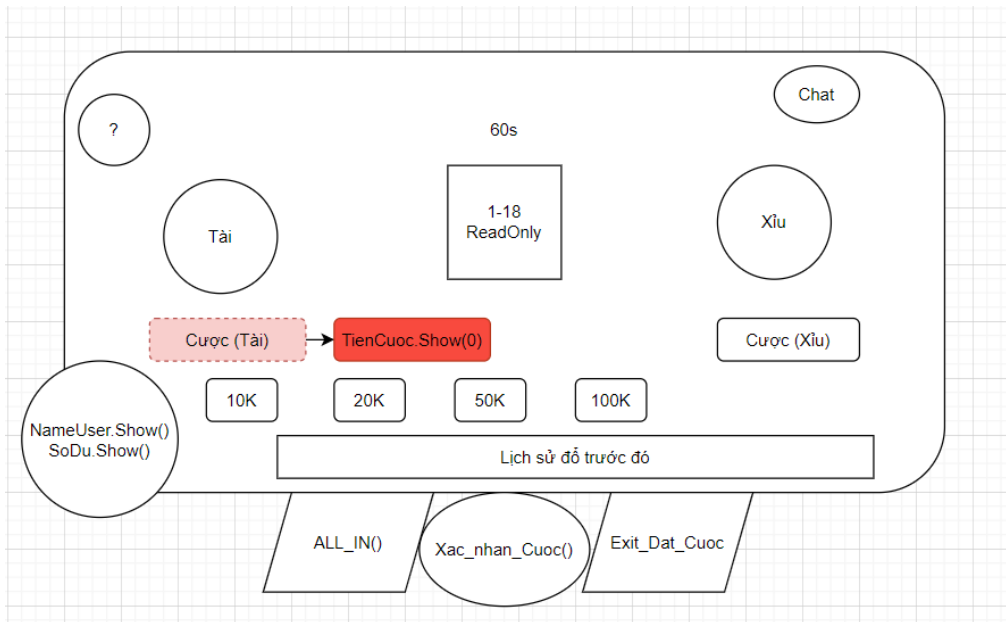 Chat
?
60s
Tài
1-18
ReadOnly
Xỉu
Cược (Tài)
TienCuoc.Show(0)
Cược (Xỉu)
10K
20K
50K
100K
NameUser.Show()
SoDu.Show()
Lịch sử đổ trước đó
ALL_IN()
Xac_nhan_Cuoc()
Exit_Dat_Cuoc